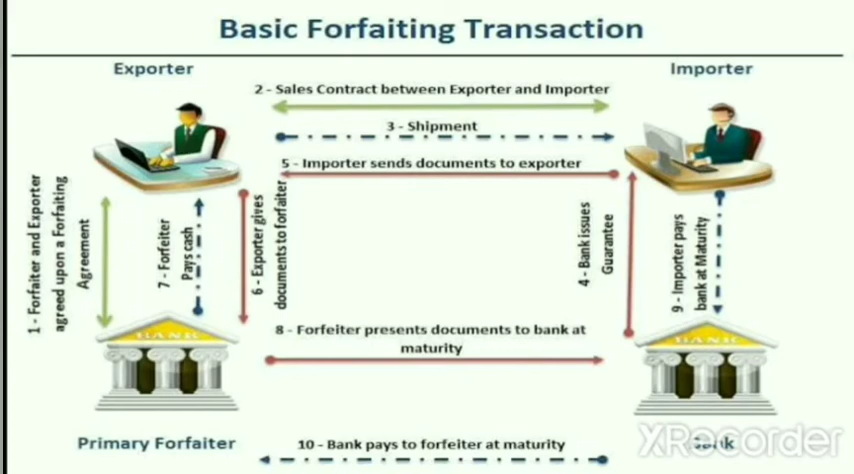 Basic Forfaiting Transaction
Exporter
Importer
2 - Sales Contract between Exporter and Importer
3 - Shipment
5 - Importer sends documents to exporter
1 - Forfaiter and Exporter
agreed upon a Forfaiting
Agreement
7 - Forfeiter
Pays cash
6 - Exporter gives
documents to forfaiter
4 - Bank issues
Guarantee
9 - Importer pays
bank at Maturity
BANK
BANK
8 - Forfeiter presents documents to bank at
maturity
Primary Forfaiter
Bank
10 - Bank pays to forfeiter at maturity
XRecorder